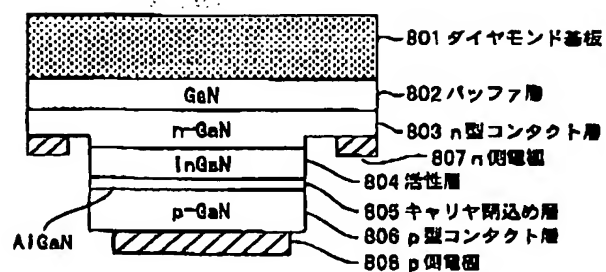 801 ダイヤモンド基板
GaN
802 バッファ層
n-GaN
803 n型コンタクト層
807 n側電極
InGaN
804 活性層
805 キャリヤ閉込め層
AlGaN
p-GaN
806 p型コンタクト層
808 p側電極